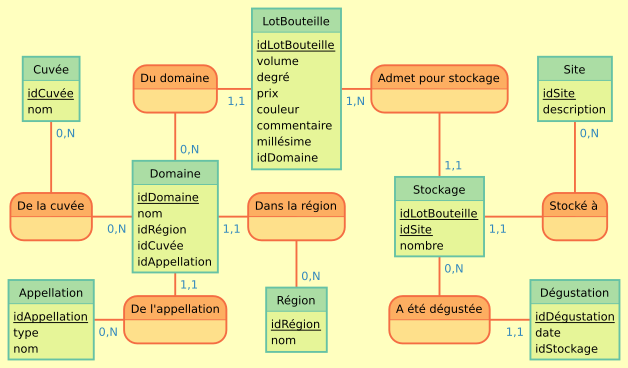 LotBouteille
idLotBouteille
volume
degré
prix
couleur
commentaire
millésime
idDomaine
Cuvée
idCuvée
nom
Du domaine
Admet pour stockage
Site
idSite
description
1,1
1,N
0,N
0,N
0,N
1,1
Domaine
idDomaine
nom
idRégion
idCuvée
idAppellation
Stockage
idLotBouteille
idSite
nombre
De la cuvée
Dans la région
Stocké à
0,N
1,1
1,1
0,N
0,N
1,1
Appellation
idAppellation
type
nom
De l'appellation
Région
idRégion
nom
A été dégustée
Dégustation
idDégustation
date
idStockage
0,N
1,1